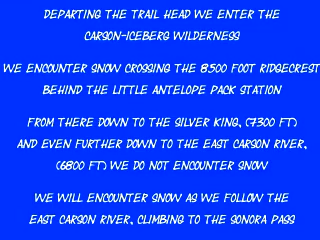 DEPARTING THE TRAIL HEAD WE ENTER THE
CARSON-ICEBERG WILDERNESS
WE ENCOUNTER SNOW CROSSING THE 8500 FOOT RIDGECREST
BEHIND THE LITTLE ANTELOPE PACK STATION
FROM THERE DOWN TO THE SILVER KING, (7300 FT)
AND EVEN FURTHER DOWN TO THE EAST CARSON RIVER,
(6800 FT) WE DO NOT ENCOUNTER SNOW
WE WILL ENCOUNTER SNOW AS WE FOLLOW THE
EAST CARSON RIVER, CLIMBING TO THE SONORA PASS